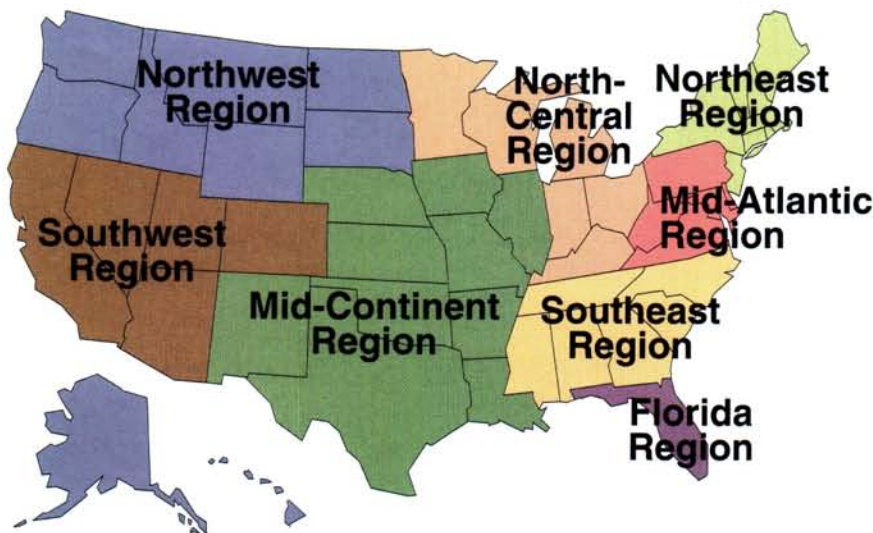 Northwest
Region
North-
Central
Region
Northeast
Region
Mid-Atlantic
Region
Southwest
Region
Mid-Continent
Region
Southeast
Region
Florida
Region